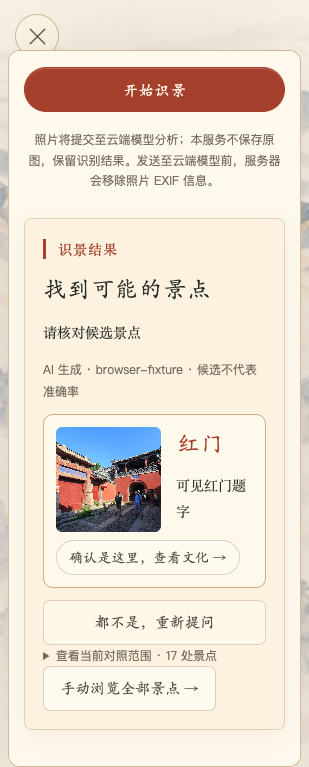 开始识景
照片将提交至云端模型分析；本服务不保存原
图，保留识别结果。发送至云端模型前，服务器
会移除照片 EXIF 信息。
识景结果
找到可能的景点
请核对候选景点
AI 生成 · browser-fixture · 候选不代表
准确率
红门
可见红门题
字
确认是这里，查看文化 →
都不是，重新提问
▶ 查看当前对照范围 · 17 处景点
手动浏览全部景点 →